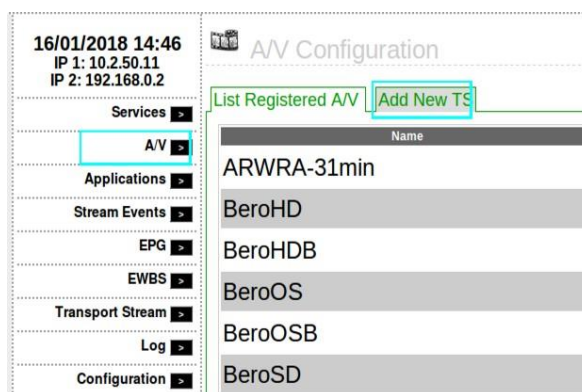 16/01/2018 14:46
IP 1: 10.2.50.11
IP 2: 192.168.0.2
Services
A/V
Applications
Stream Events
EPG
EWBS
Transport Stream
Log
Configuration
A/V Configuration
List Registered A/V
Add New TS
Name
ARWRA-31min
BeroHD
BeroHDB
BeroOS
BeroOSB
BeroSD